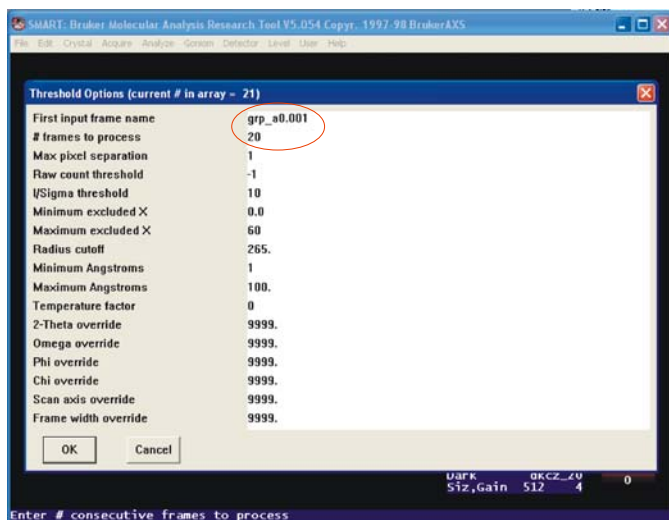 SMART: Bruker Molecular Analysis Research Tool V5.054 Copyr. 1997-98 BrukerAXS
File Edit Crystal Acquire Analyze Goniom Detector Level User Help
Threshold Options (current # in array = 21)
First input frame name grp_a0.001
# frames to process 20
Max pixel separation 1
Raw count threshold -1
I/Sigma threshold 10
Minimum excluded X 0.0
Maximum excluded X 60
Radius cutoff 265.
Minimum Angstroms 1
Maximum Angstroms 100.
Temperature factor 0
2-Theta override 9999.
Omega override 9999.
Phi override 9999.
Chi override 9999.
Scan axis override 9999.
Frame width override 9999.
OK Cancel
Dark dkcz_20
Siz,Gain 512 4 0
Enter # consecutive frames to process